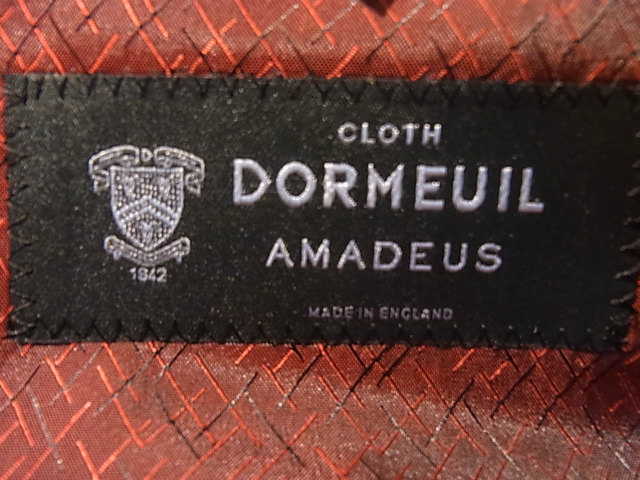 CLOTH
DORMEUIL
AMADEUS
D
1842
MADE IN ENGLAND